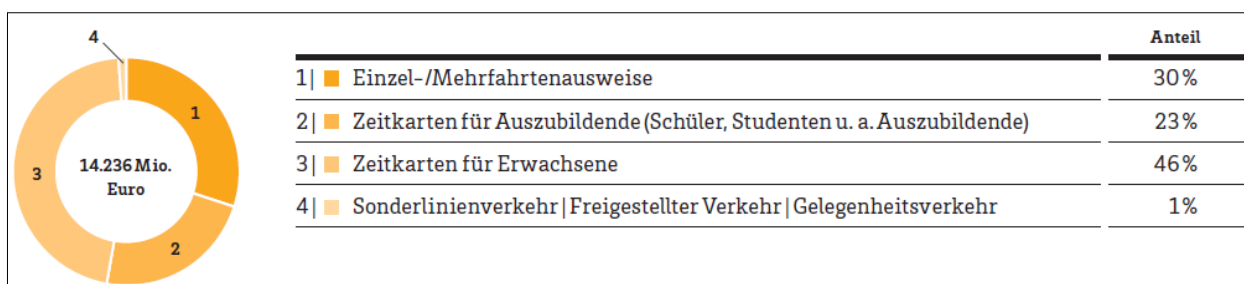 4
1
3
14.236 Mio.
Euro
2
Anteil
1| Einzel-/Mehrfahrtenausweise 30%
2| Zeitkarten für Auszubildende (Schüler, Studenten u. a. Auszubildende) 23%
3| Zeitkarten für Erwachsene 46%
4| Sonderlinienverkehr | Freigestellter Verkehr | Gelegenheitsverkehr 1%